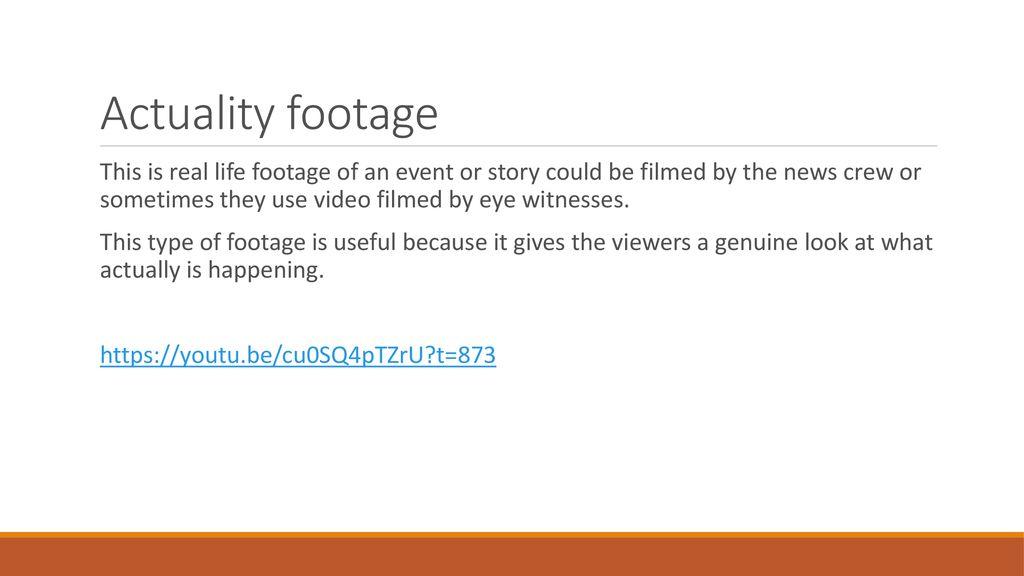 Actuality footage
This is real life footage of an event or story could be filmed by the news crew or
sometimes they use video filmed by eye witnesses.
This type of footage is useful because it gives the viewers a genuine look at what
actually is happening.
https://youtu.be/cu0SQ4pTZrU?t=873